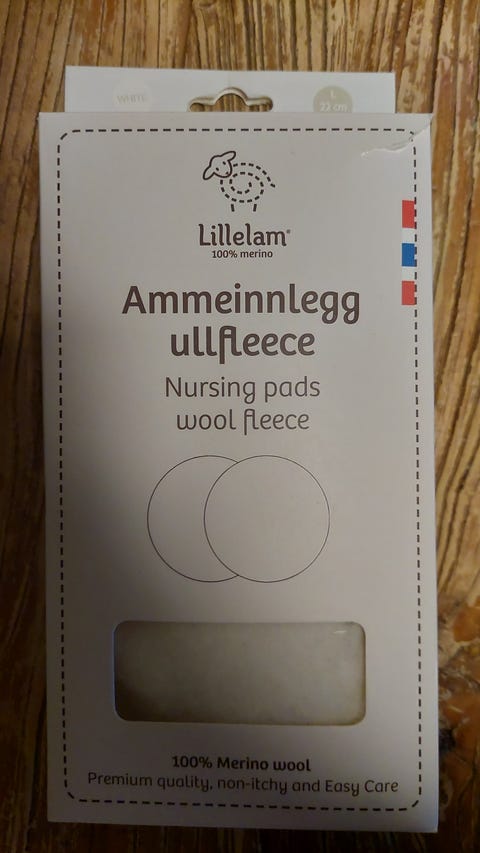 WHITE
L
22 cm
Lillelam®
100% merino
Ammeinnlegg
ullfleece
Nursing pads
wool fleece
100% Merino wool
Premium quality, non-itchy and Easy Care